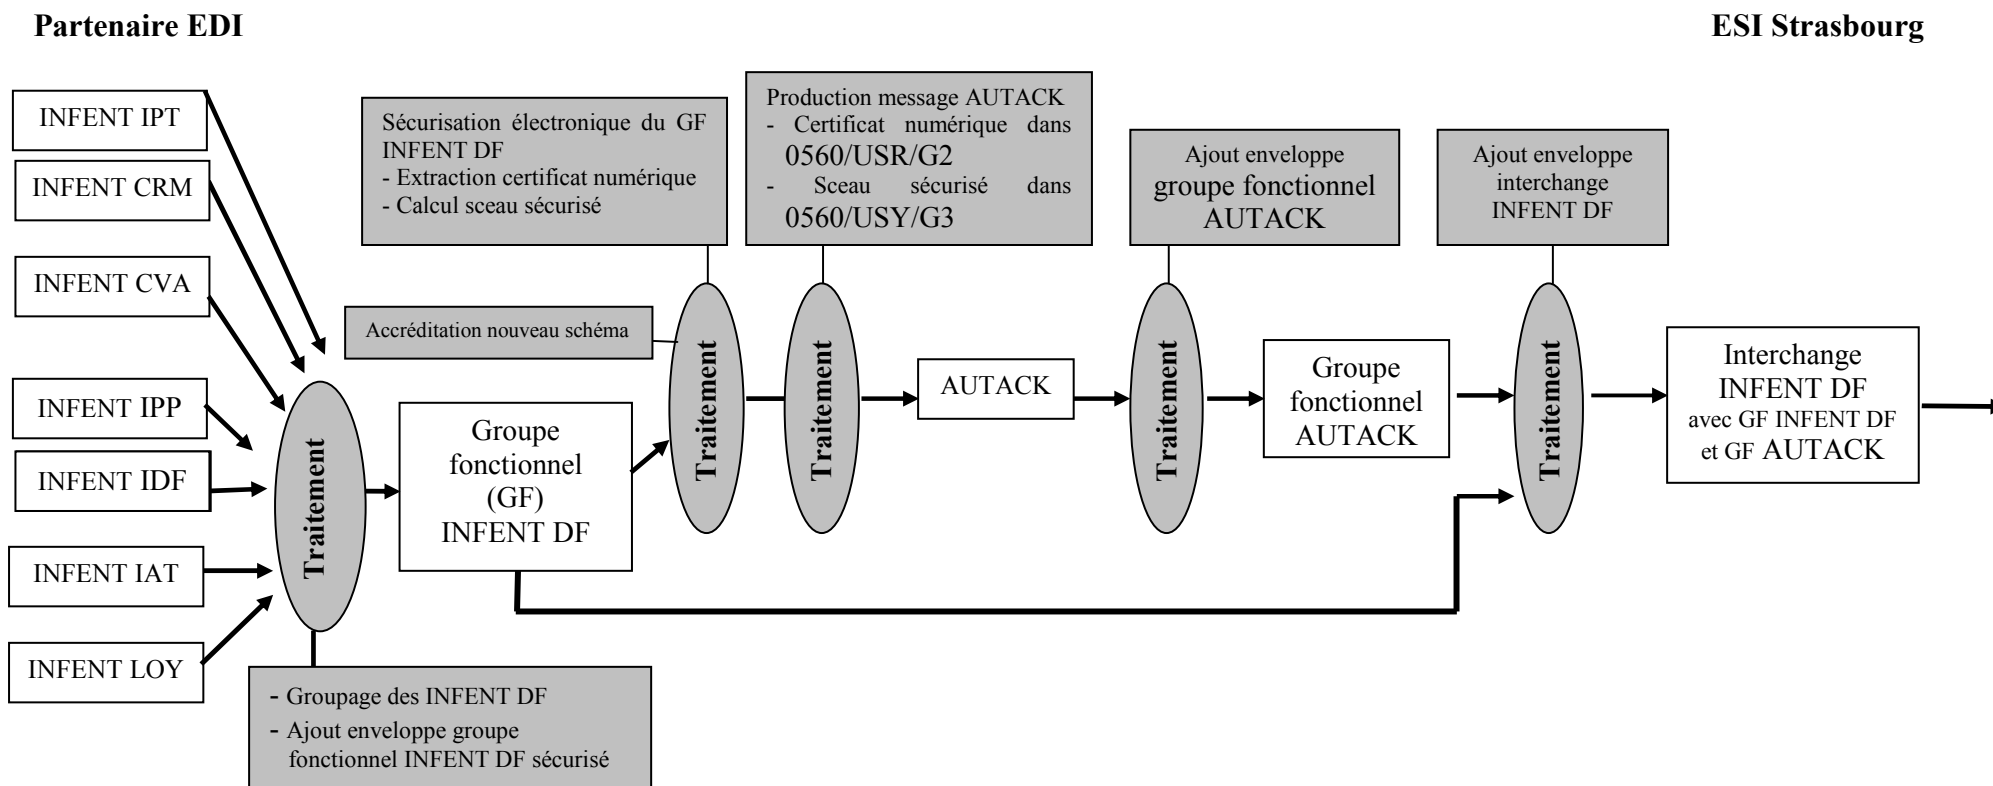 Partenaire EDI
ESI Strasbourg
INFENT IPT
INFENT CRM
INFENT CVA
INFENT IPP
INFENT IDF
INFENT IAT
INFENT LOY
Traitement
- Groupage des INFENT DF
- Ajout enveloppe groupe
fonctionnel INFENT DF sécurisé
Groupe
fonctionnel
(GF)
INFENT DF
Sécurisation électronique du GF
INFENT DF
- Extraction certificat numérique
- Calcul sceau sécurisé
Accréditation nouveau schéma
Traitement
Production message AUTACK
- Certificat numérique dans
0560/USR/G2
- Sceau sécurisé dans
0560/USY/G3
Traitement
AUTACK
Ajout enveloppe
groupe fonctionnel
AUTACK
Traitement
Groupe
fonctionnel
AUTACK
Ajout enveloppe
interchange
INFENT DF
Traitement
Interchange
INFENT DF
avec GF INFENT DF
et GF AUTACK